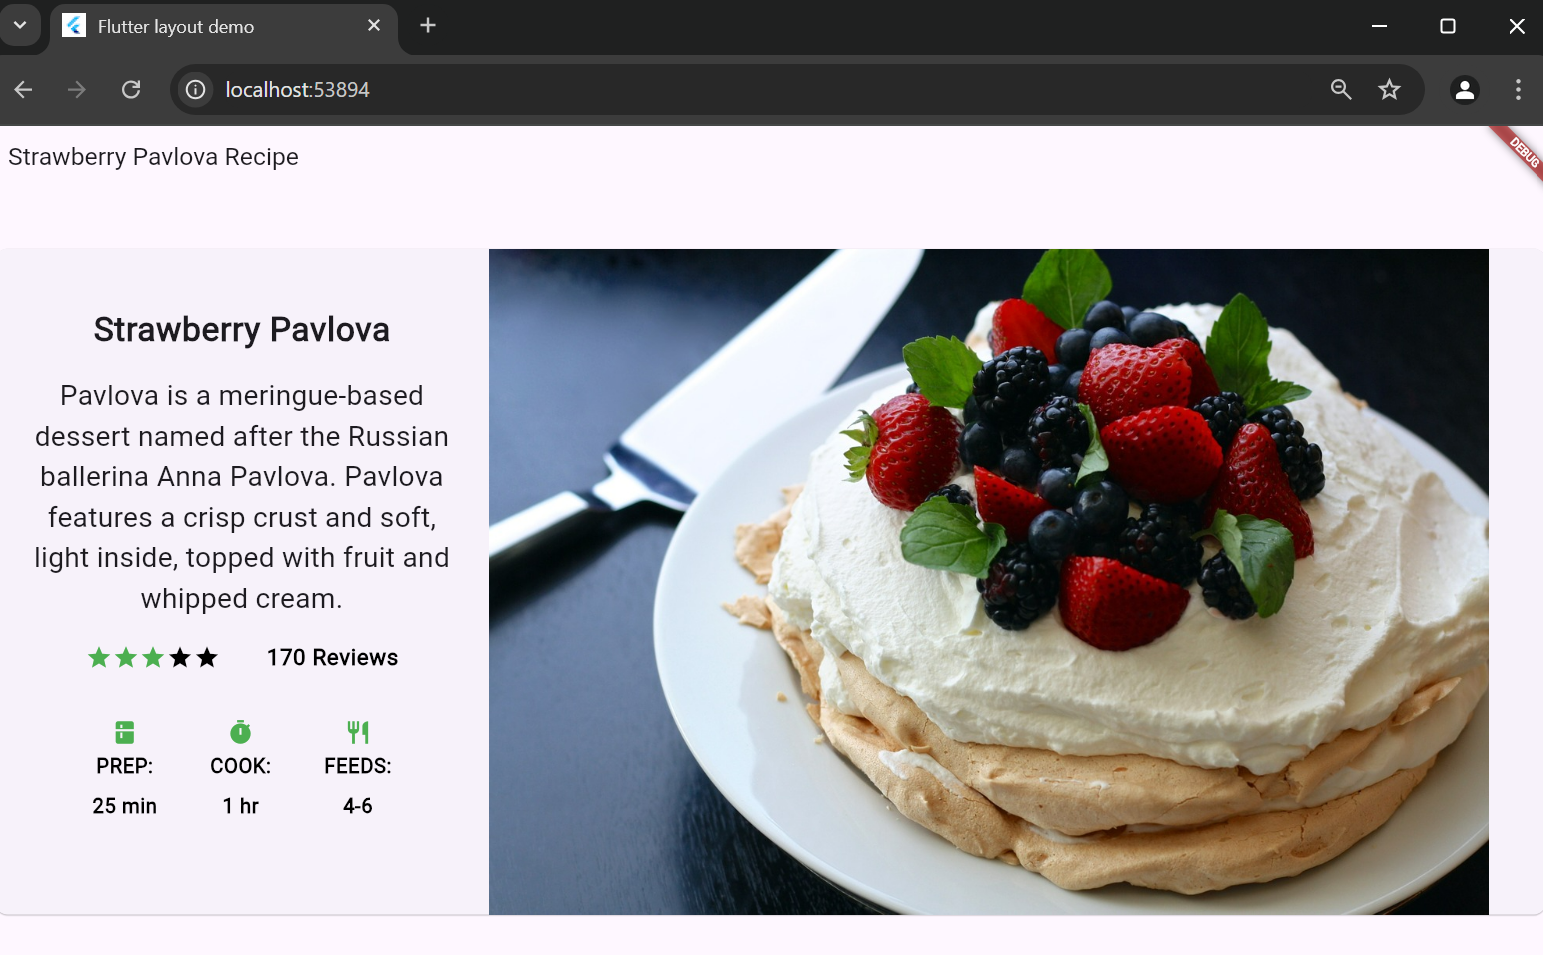 Flutter layout demo
localhost:53894
Strawberry Pavlova Recipe
DEBUG
Strawberry Pavlova
Pavlova is a meringue-based
dessert named after the Russian
ballerina Anna Pavlova. Pavlova
features a crisp crust and soft,
light inside, topped with fruit and
whipped cream.
170 Reviews
PREP: COOK: FEEDS:
25 min 1 hr 4-6